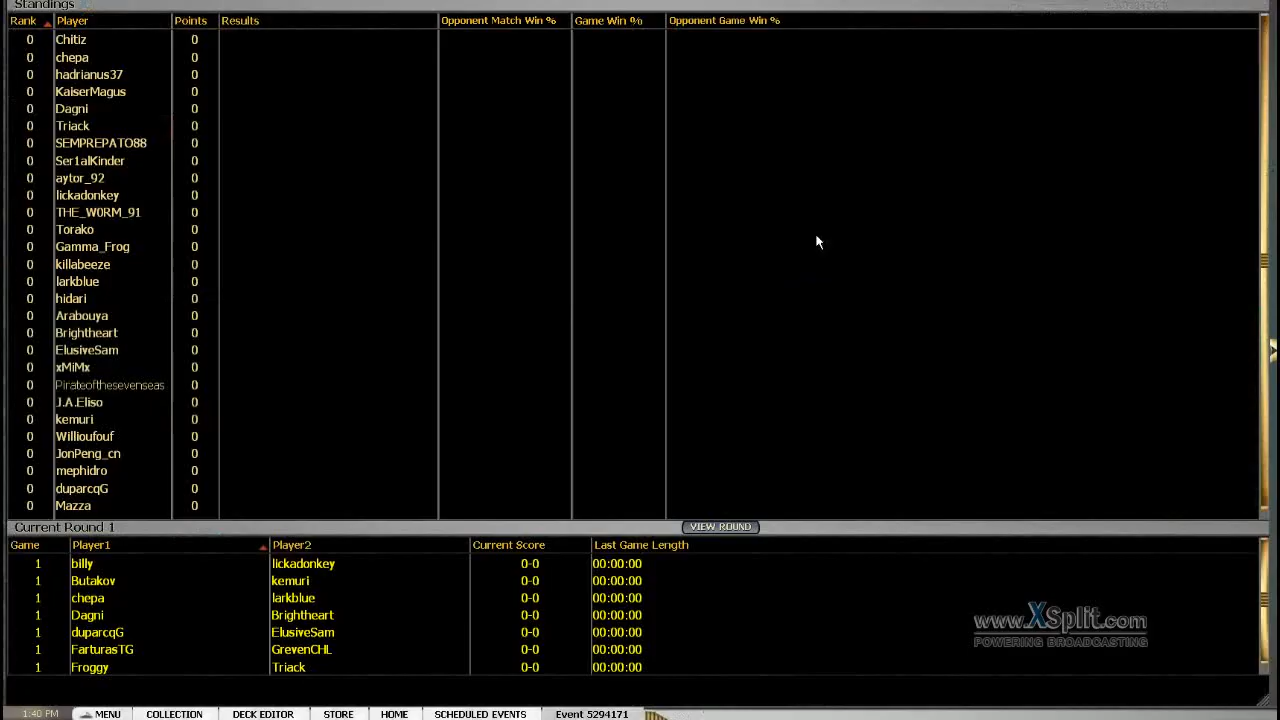 Standings
Rank Player Points Results Opponent Match Win % Game Win % Opponent Game Win %
0 Chitiz 0
0 chepa 0
0 hadrianus37 0
0 KaiserMagus 0
0 Dagni 0
0 Triack 0
0 SEMPREPATO88 0
0 Ser1alKinder 0
0 aytor_92 0
0 lickadonkey 0
0 THE_W0RM_91 0
0 Torako 0
0 Gamma_Frog 0
0 killabeeze 0
0 larkblue 0
0 hidari 0
0 Arabouya 0
0 Brightheart 0
0 ElusiveSam 0
0 xMiMx 0
0 Pirateofthesevenseas 0
0 J.A.Eliso 0
0 kemuri 0
0 Willioufouf 0
0 JonPeng_cn 0
0 mephidro 0
0 duparcqG 0
0 Mazza 0
Current Round 1 VIEW ROUND
Game Player1 Player2 Current Score Last Game Length
1 billy lickadonkey 0-0 00:00:00
1 Butakov kemuri 0-0 00:00:00
1 chepa larkblue 0-0 00:00:00
1 Dagni Brightheart 0-0 00:00:00
1 duparcqG ElusiveSam 0-0 00:00:00
1 FarturasTG GrevenCHL 0-0 00:00:00
1 Froggy Triack 0-0 00:00:00
www.XSplit.com
POWERING BROADCASTING
1:40 PM MENU COLLECTION DECK EDITOR STORE HOME SCHEDULED EVENTS Event 5294171